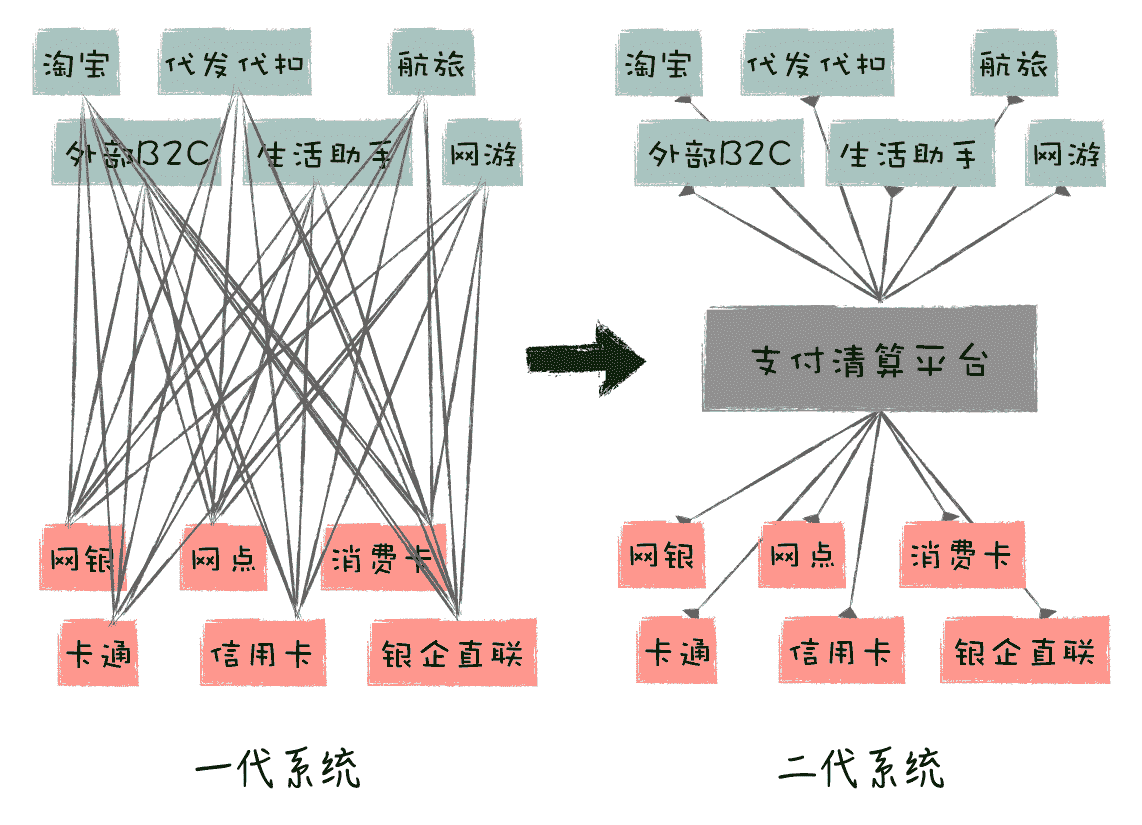 淘宝 代发代扣 航旅
外部B2C 生活助手 网游
网银 网点 消费卡
卡通 信用卡 银企直联
一代系统
淘宝 代发代扣 航旅
外部B2C 生活助手 网游
支付清算平台
网银 网点 消费卡
卡通 信用卡 银企直联
二代系统